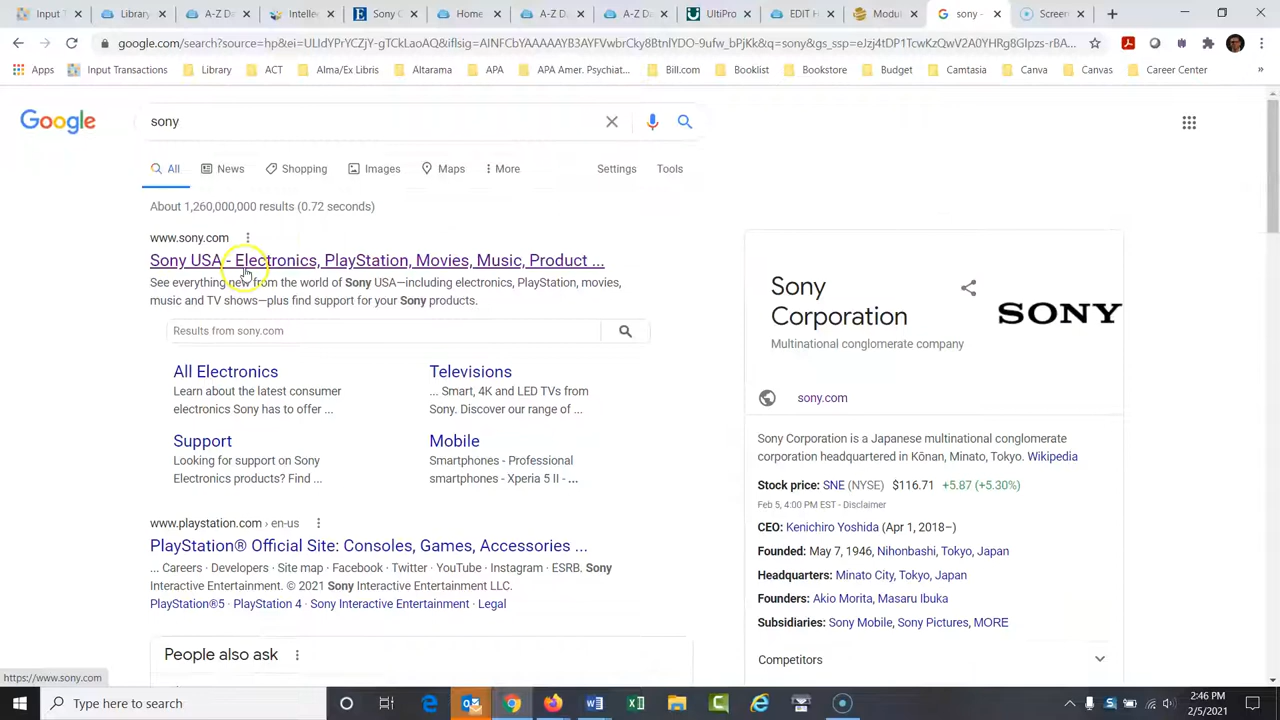 Input T
Library
A-Z D
Intellec
Sony C
Home
A-Z D
A-Z D
UltiPro
EDIT H
Modul
sony -
Screen
google.com/search?source=hp&ei=
Apps
Input Transactions
Library
ACT
Alma/Ex Libris
Altarama
APA
APA Amer. Psychiat...
Bill.com
Booklist
Bookstore
Budget
Camtasia
Canva
Canvas
Career Center
»
Google
sony
All
News
Shopping
Images
Maps
More
Settings
Tools
About 1,260,000,000 results (0.72 seconds)
www.sony.com
Sony USA - Electronics, PlayStation, Movies, Music, Product ...
See everything new from the world of Sony USA—including electronics, PlayStation, movies,
music and TV shows—plus find support for your Sony products.
Results from sony.com
All Electronics
Learn about the latest consumer
electronics Sony has to offer ...
Televisions
... Smart, 4K and LED TVs from
Sony. Discover our range of ...
Support
Looking for support on Sony
Electronics products? Find ...
Mobile
Smartphones - Professional
smartphones - Xperia 5 II - ...
www.playstation.com › en-us
PlayStation® Official Site: Consoles, Games, Accessories ...
... Careers · Developers · Site map · Facebook · Twitter · YouTube · Instagram · ESRB. Sony
Interactive Entertainment. © 2021 Sony Interactive Entertainment LLC.
PlayStation®5 · PlayStation 4 · Sony Interactive Entertainment · Legal
People also ask
Sony
Corporation
Multinational conglomerate company
SONY
sony.com
Sony Corporation is a Japanese multinational conglomerate
corporation headquartered in Kōnan, Minato, Tokyo. Wikipedia
Stock price: SNE (NYSE) $116.71 +5.87 (+5.30%)
Feb 5, 4:00 PM EST - Disclaimer
CEO: Kenichiro Yoshida (Apr 1, 2018–)
Founded: May 7, 1946, Nihonbashi, Tokyo, Japan
Headquarters: Minato City, Tokyo, Japan
Founders: Akio Morita, Masaru Ibuka
Subsidiaries: Sony Mobile, Sony Pictures, MORE
Competitors
https://www.sony.com
Type here to search
2:46 PM
2/5/2021